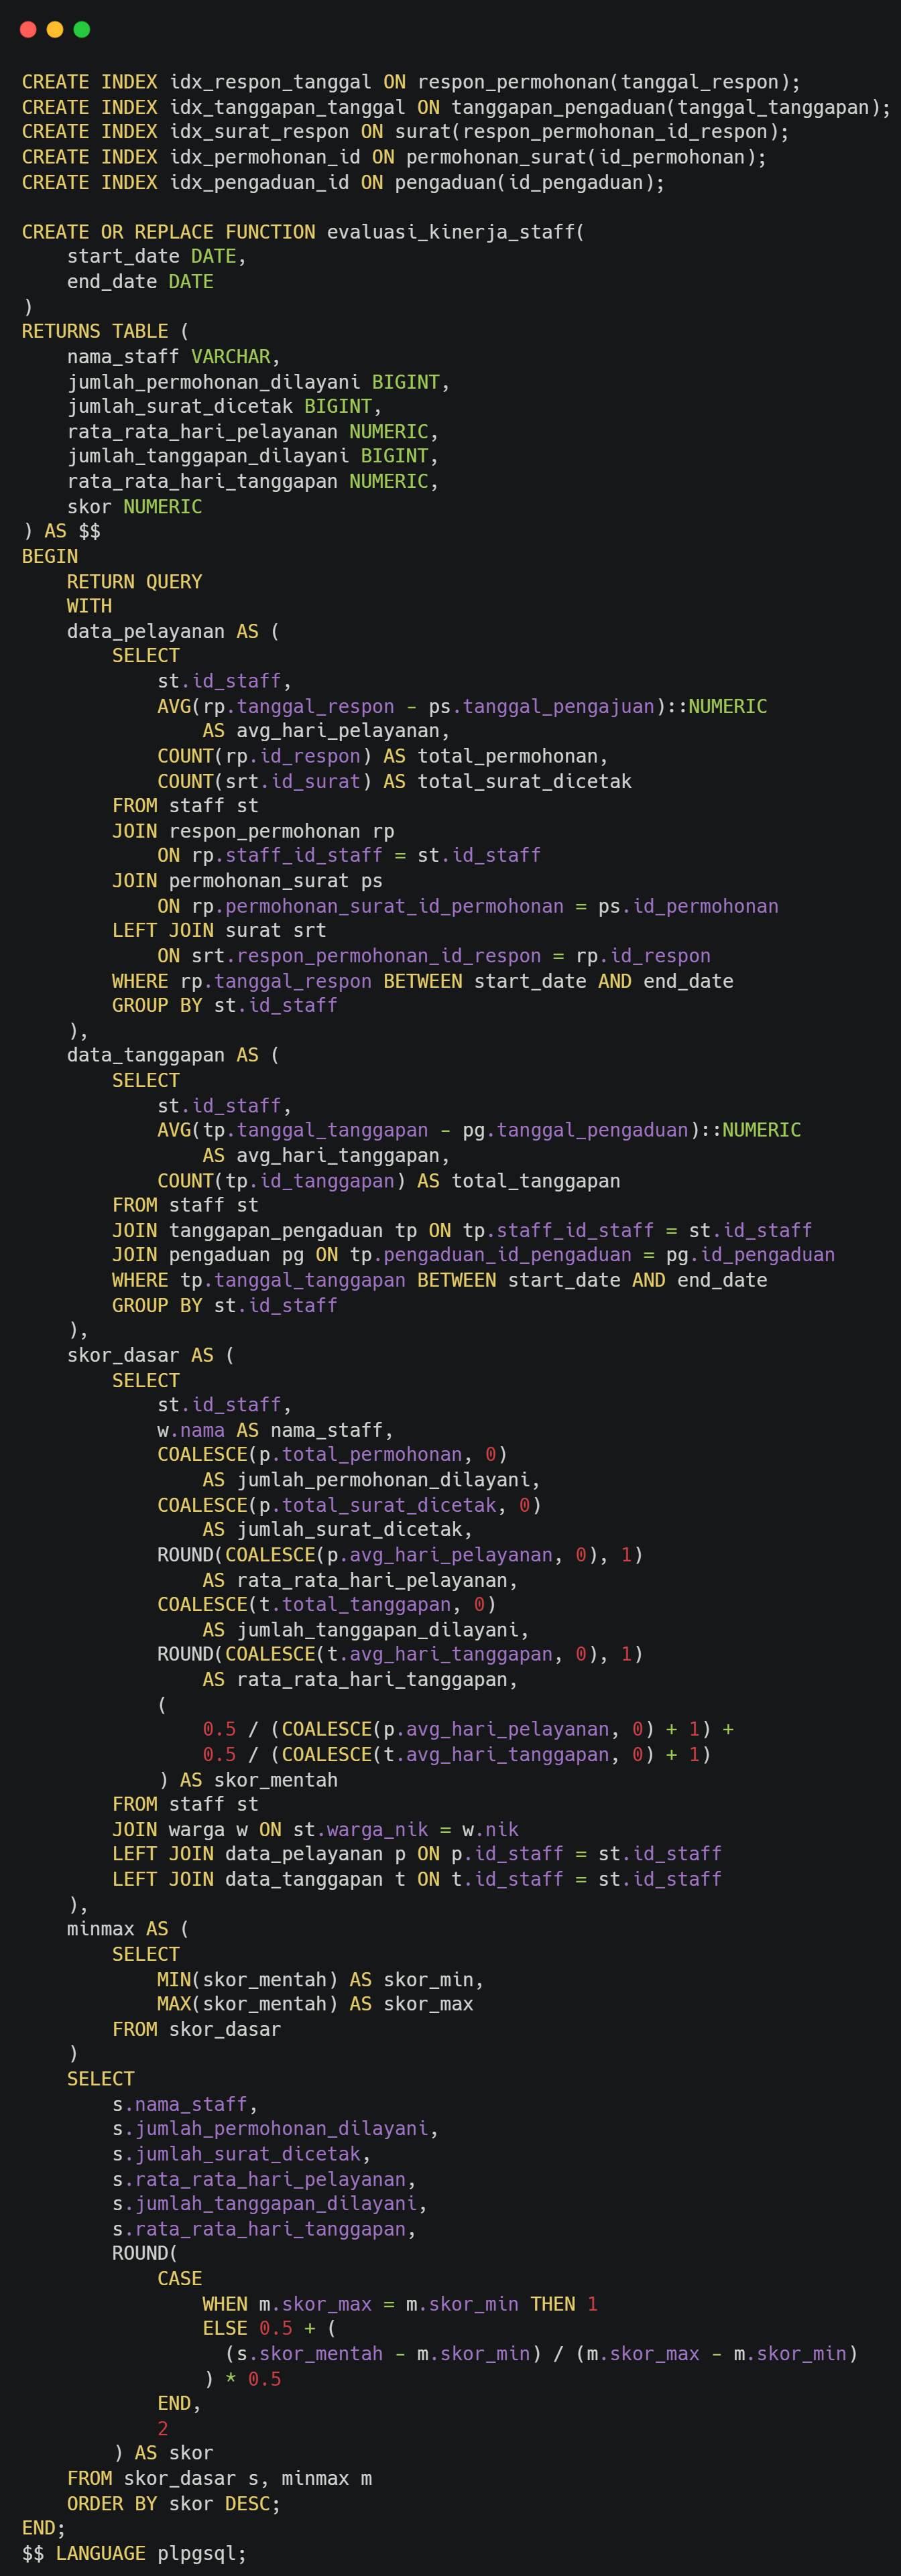 CREATE INDEX idx_respon_tanggal ON respon_permohonan(tanggal_respon);
CREATE INDEX idx_tanggapan_tanggal ON tanggapan_pengaduan(tanggal_tanggapan);
CREATE INDEX idx_surat_respon ON surat(respon_permohonan_id_respon);
CREATE INDEX idx_permohonan_id ON permohonan_surat(id_permohonan);
CREATE INDEX idx_pengaduan_id ON pengaduan(id_pengaduan);

CREATE OR REPLACE FUNCTION evaluasi_kinerja_staff(
    start_date DATE,
    end_date DATE
)
RETURNS TABLE (
    nama_staff VARCHAR,
    jumlah_permohonan_dilayani BIGINT,
    jumlah_surat_dicetak BIGINT,
    rata_rata_hari_pelayanan NUMERIC,
    jumlah_tanggapan_dilayani BIGINT,
    rata_rata_hari_tanggapan NUMERIC,
    skor NUMERIC
) AS $$
BEGIN
    RETURN QUERY
    WITH
    data_pelayanan AS (
        SELECT
            st.id_staff,
            AVG(rp.tanggal_respon - ps.tanggal_pengajuan)::NUMERIC
                AS avg_hari_pelayanan,
            COUNT(rp.id_respon) AS total_permohonan,
            COUNT(srt.id_surat) AS total_surat_dicetak
        FROM staff st
        JOIN respon_permohonan rp
            ON rp.staff_id_staff = st.id_staff
        JOIN permohonan_surat ps
            ON rp.permohonan_surat_id_permohonan = ps.id_permohonan
        LEFT JOIN surat srt
            ON srt.respon_permohonan_id_respon = rp.id_respon
        WHERE rp.tanggal_respon BETWEEN start_date AND end_date
        GROUP BY st.id_staff
    ),
    data_tanggapan AS (
        SELECT
            st.id_staff,
            AVG(tp.tanggal_tanggapan - pg.tanggal_pengaduan)::NUMERIC
                AS avg_hari_tanggapan,
            COUNT(tp.id_tanggapan) AS total_tanggapan
        FROM staff st
        JOIN tanggapan_pengaduan tp ON tp.staff_id_staff = st.id_staff
        JOIN pengaduan pg ON tp.pengaduan_id_pengaduan = pg.id_pengaduan
        WHERE tp.tanggal_tanggapan BETWEEN start_date AND end_date
        GROUP BY st.id_staff
    ),
    skor_dasar AS (
        SELECT
            st.id_staff,
            w.nama AS nama_staff,
            COALESCE(p.total_permohonan, 0)
                AS jumlah_permohonan_dilayani,
            COALESCE(p.total_surat_dicetak, 0)
                AS jumlah_surat_dicetak,
            ROUND(COALESCE(p.avg_hari_pelayanan, 0), 1)
                AS rata_rata_hari_pelayanan,
            COALESCE(t.total_tanggapan, 0)
                AS jumlah_tanggapan_dilayani,
            ROUND(COALESCE(t.avg_hari_tanggapan, 0), 1)
                AS rata_rata_hari_tanggapan,
            (
                0.5 / (COALESCE(p.avg_hari_pelayanan, 0) + 1) +
                0.5 / (COALESCE(t.avg_hari_tanggapan, 0) + 1)
            ) AS skor_mentah
        FROM staff st
        JOIN warga w ON st.warga_nik = w.nik
        LEFT JOIN data_pelayanan p ON p.id_staff = st.id_staff
        LEFT JOIN data_tanggapan t ON t.id_staff = st.id_staff
    ),
    minmax AS (
        SELECT
            MIN(skor_mentah) AS skor_min,
            MAX(skor_mentah) AS skor_max
        FROM skor_dasar
    )
    SELECT
        s.nama_staff,
        s.jumlah_permohonan_dilayani,
        s.jumlah_surat_dicetak,
        s.rata_rata_hari_pelayanan,
        s.jumlah_tanggapan_dilayani,
        s.rata_rata_hari_tanggapan,
        ROUND(
            CASE
                WHEN m.skor_max = m.skor_min THEN 1
                ELSE 0.5 + (
                  (s.skor_mentah - m.skor_min) / (m.skor_max - m.skor_min)
                ) * 0.5
            END,
            2
        ) AS skor
    FROM skor_dasar s, minmax m
    ORDER BY skor DESC;
END;
$$ LANGUAGE plpgsql;